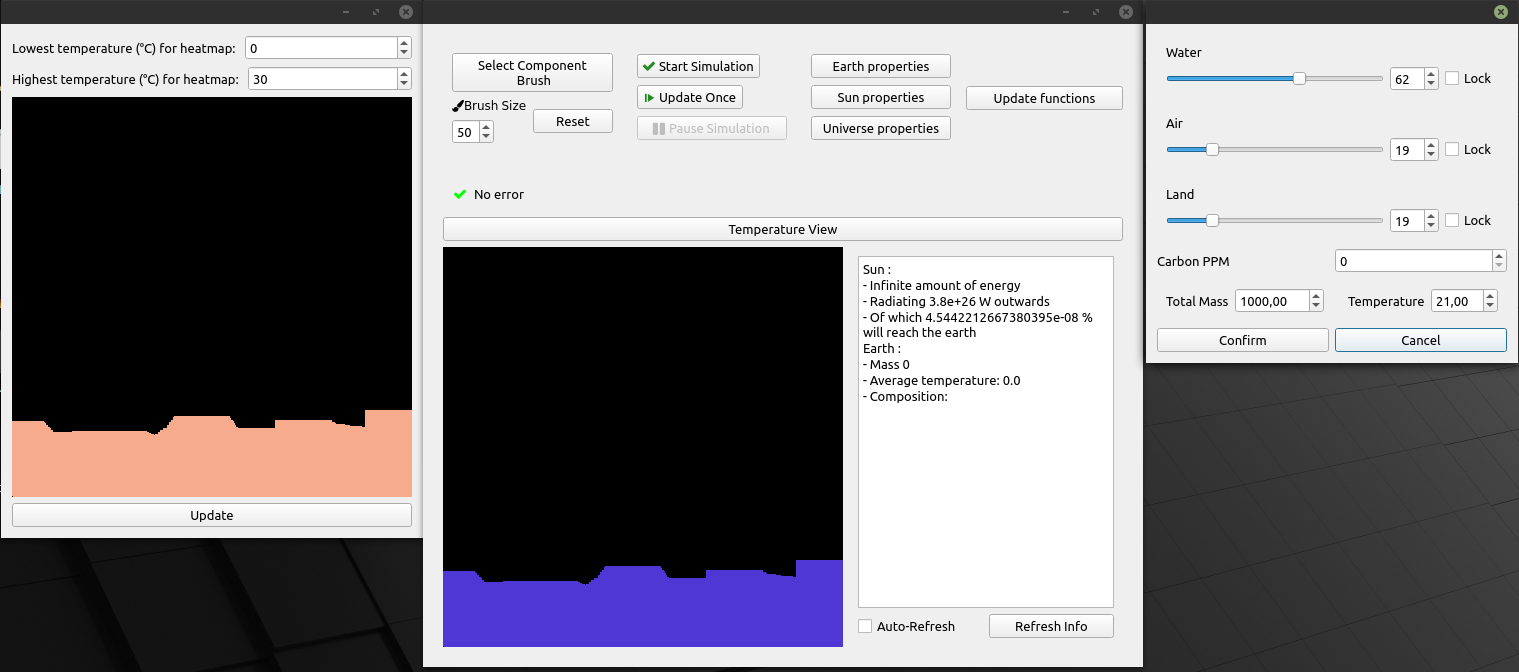 Lowest temperature (°C) for heatmap: 0
Highest temperature (°C) for heatmap: 30
Update
Select Component
Brush
Brush Size
50
Reset
Start Simulation
Update Once
Pause Simulation
Earth properties
Sun properties
Universe properties
Update functions
No error
Temperature View
Sun :
- Infinite amount of energy
- Radiating 3.8e+26 W outwards
- Of which 4.5442212667380395e-08 %
will reach the earth
Earth :
- Mass 0
- Average temperature: 0.0
- Composition:
Auto-Refresh
Refresh Info
Water
62 Lock
Air
19 Lock
Land
19 Lock
Carbon PPM 0
Total Mass 1000,00 Temperature 21,00
Confirm Cancel